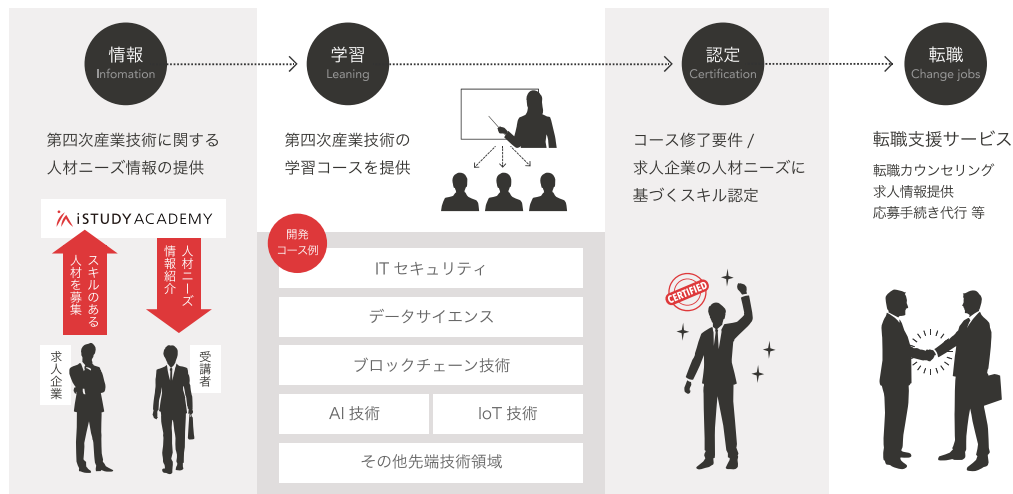 情報
Infomation
学習
Leaning
認定
Certification
転職
Change jobs
第四次産業技術に関する
人材ニーズ情報の提供
iSTUDY ACADEMY
スキルのある
人材を募集
人材ニーズ
情報紹介
求人企業
受講者
第四次産業技術の
学習コースを提供
開発
コース例
IT セキュリティ
データサイエンス
ブロックチェーン技術
AI 技術
IoT 技術
その他先端技術領域
コース修了要件 /
求人企業の人材ニーズに
基づくスキル認定
CERTIFIED
転職支援サービス
転職カウンセリング
求人情報提供
応募手続き代行 等